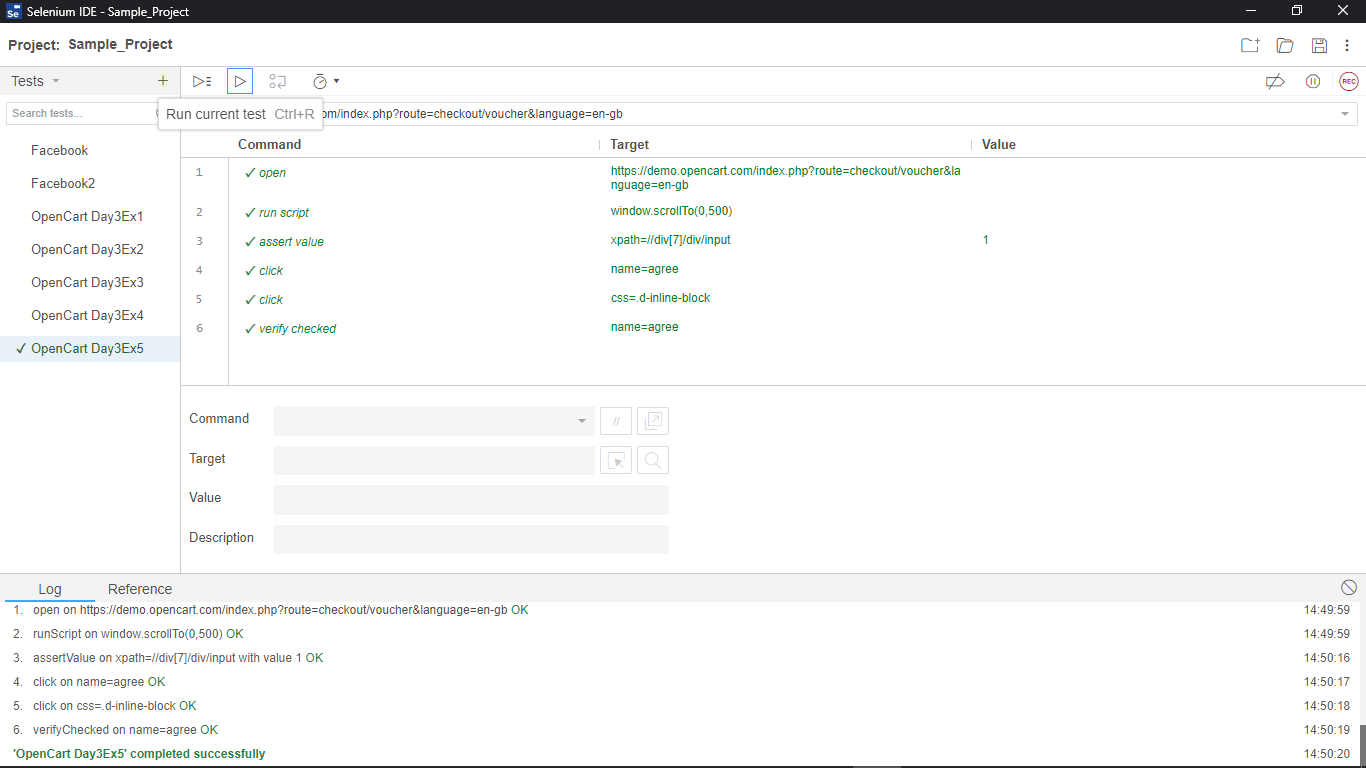 Se Selenium IDE - Sample_Project
Project: Sample_Project
Tests
REC
Search tests...
Run current test Ctrl+R
om/index.php?route=checkout/voucher&language=en-gb
Command Target Value
Facebook
Facebook2
OpenCart Day3Ex1
OpenCart Day3Ex2
OpenCart Day3Ex3
OpenCart Day3Ex4
✓ OpenCart Day3Ex5
1 ✓ open https://demo.opencart.com/index.php?route=checkout/voucher&la
nguage=en-gb
2 ✓ run script window.scrollTo(0,500)
3 ✓ assert value xpath=//div[7]/div/input 1
4 ✓ click name=agree
5 ✓ click css=.d-inline-block
6 ✓ verify checked name=agree
Command //
Target
Value
Description
Log Reference
1. open on https://demo.opencart.com/index.php?route=checkout/voucher&language=en-gb OK 14:49:59
2. runScript on window.scrollTo(0,500) OK 14:49:59
3. assertValue on xpath=//div[7]/div/input with value 1 OK 14:50:16
4. click on name=agree OK 14:50:17
5. click on css=.d-inline-block OK 14:50:18
6. verifyChecked on name=agree OK 14:50:19
'OpenCart Day3Ex5' completed successfully 14:50:20